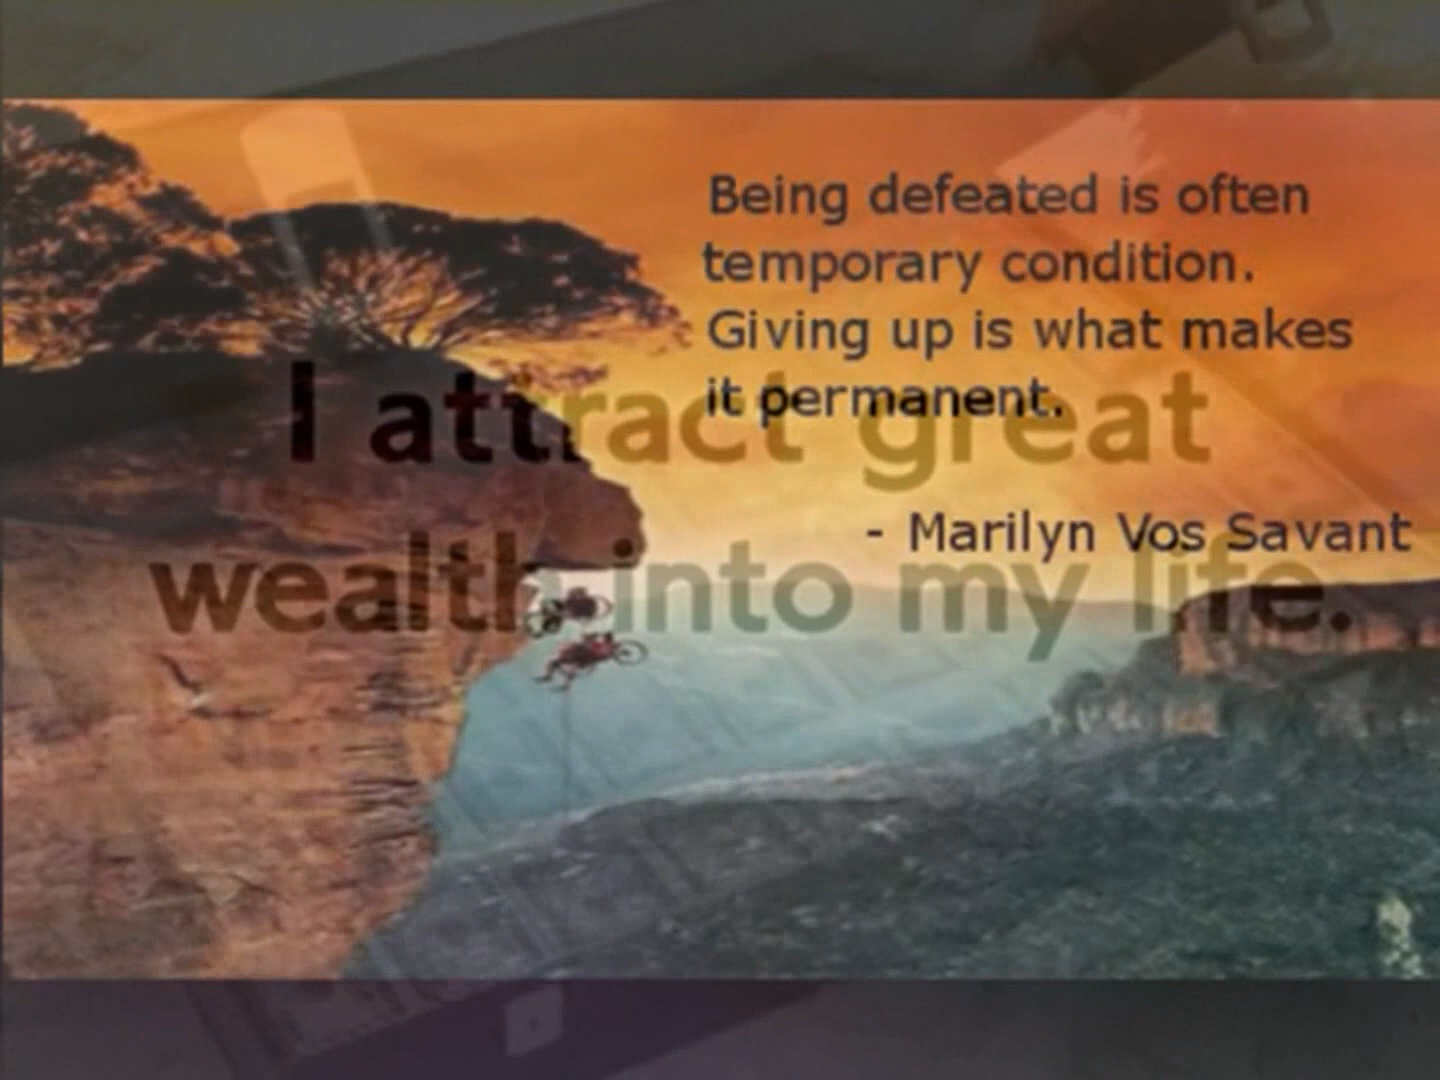 Being defeated is often
temporary condition.
Giving up is what makes
it permanent.
- Marilyn Vos Savant
I attract great
wealth into my life.